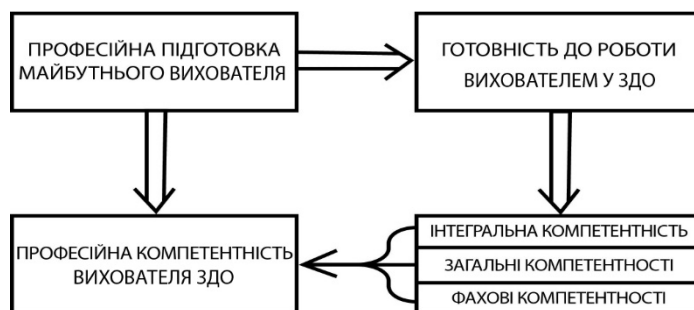 ПРОФЕСІЙНА ПІДГОТОВКА
МАЙБУТНЬОГО ВИХОВАТЕЛЯ
ГОТОВНІСТЬ ДО РОБОТИ
ВИХОВАТЕЛЕМ У ЗДО
ПРОФЕСІЙНА КОМПЕТЕНТНІСТЬ
ВИХОВАТЕЛЯ ЗДО
ІНТЕГРАЛЬНА КОМПЕТЕНТНІСТЬ
ЗАГАЛЬНІ КОМПЕТЕНТНОСТІ
ФАХОВІ КОМПЕТЕНТНОСТІ